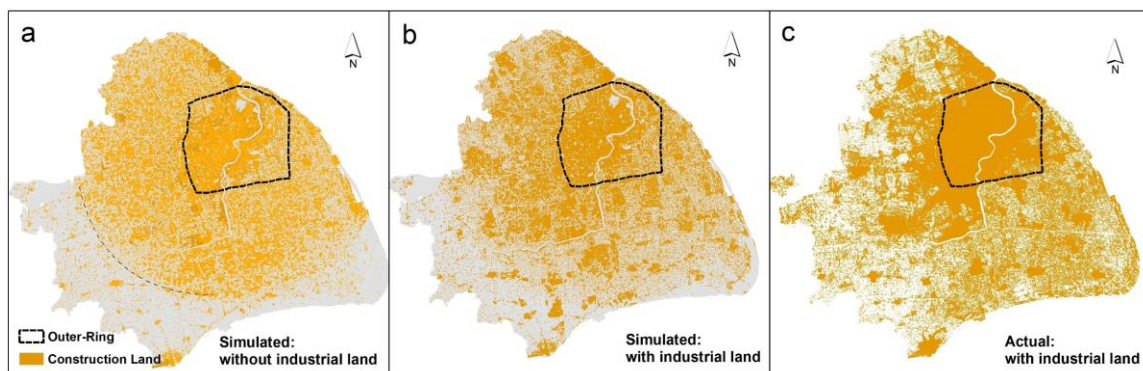 a
N
Outer-Ring
Construction Land
Simulated:
without industrial land
b
N
Simulated:
with industrial land
c
N
Actual:
with industrial land